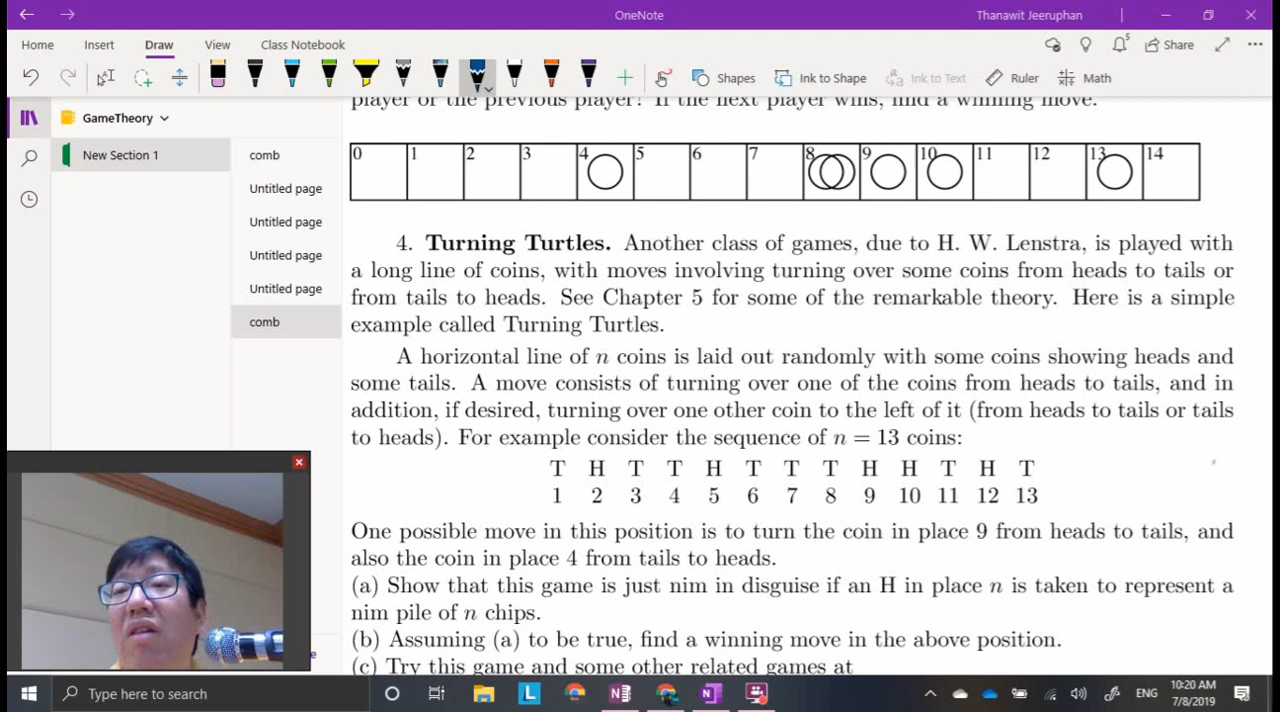 OneNote
Thanawit Jeeruphan
Home Insert Draw View Class Notebook
5
Share
Shapes Ink to Shape Ink to Text Ruler Math
GameTheory
New Section 1
comb
Untitled page
Untitled page
Untitled page
Untitled page
comb
player or the previous player? If the next player wins, find a winning move.
0 1 2 3 4 5 6 7 8 9 10 11 12 13 14
4. Turning Turtles. Another class of games, due to H. W. Lenstra, is played with
a long line of coins, with moves involving turning over some coins from heads to tails or
from tails to heads. See Chapter 5 for some of the remarkable theory. Here is a simple
example called Turning Turtles.
A horizontal line of n coins is laid out randomly with some coins showing heads and
some tails. A move consists of turning over one of the coins from heads to tails, and in
addition, if desired, turning over one other coin to the left of it (from heads to tails or tails
to heads). For example consider the sequence of n = 13 coins:
T H T T H T T T H H T H T
1 2 3 4 5 6 7 8 9 10 11 12 13
One possible move in this position is to turn the coin in place 9 from heads to tails, and
also the coin in place 4 from tails to heads.
(a) Show that this game is just nim in disguise if an H in place n is taken to represent a
nim pile of n chips.
(b) Assuming (a) to be true, find a winning move in the above position.
(c) Try this game and some other related games at
Type here to search
ENG
10:20 AM
7/8/2019